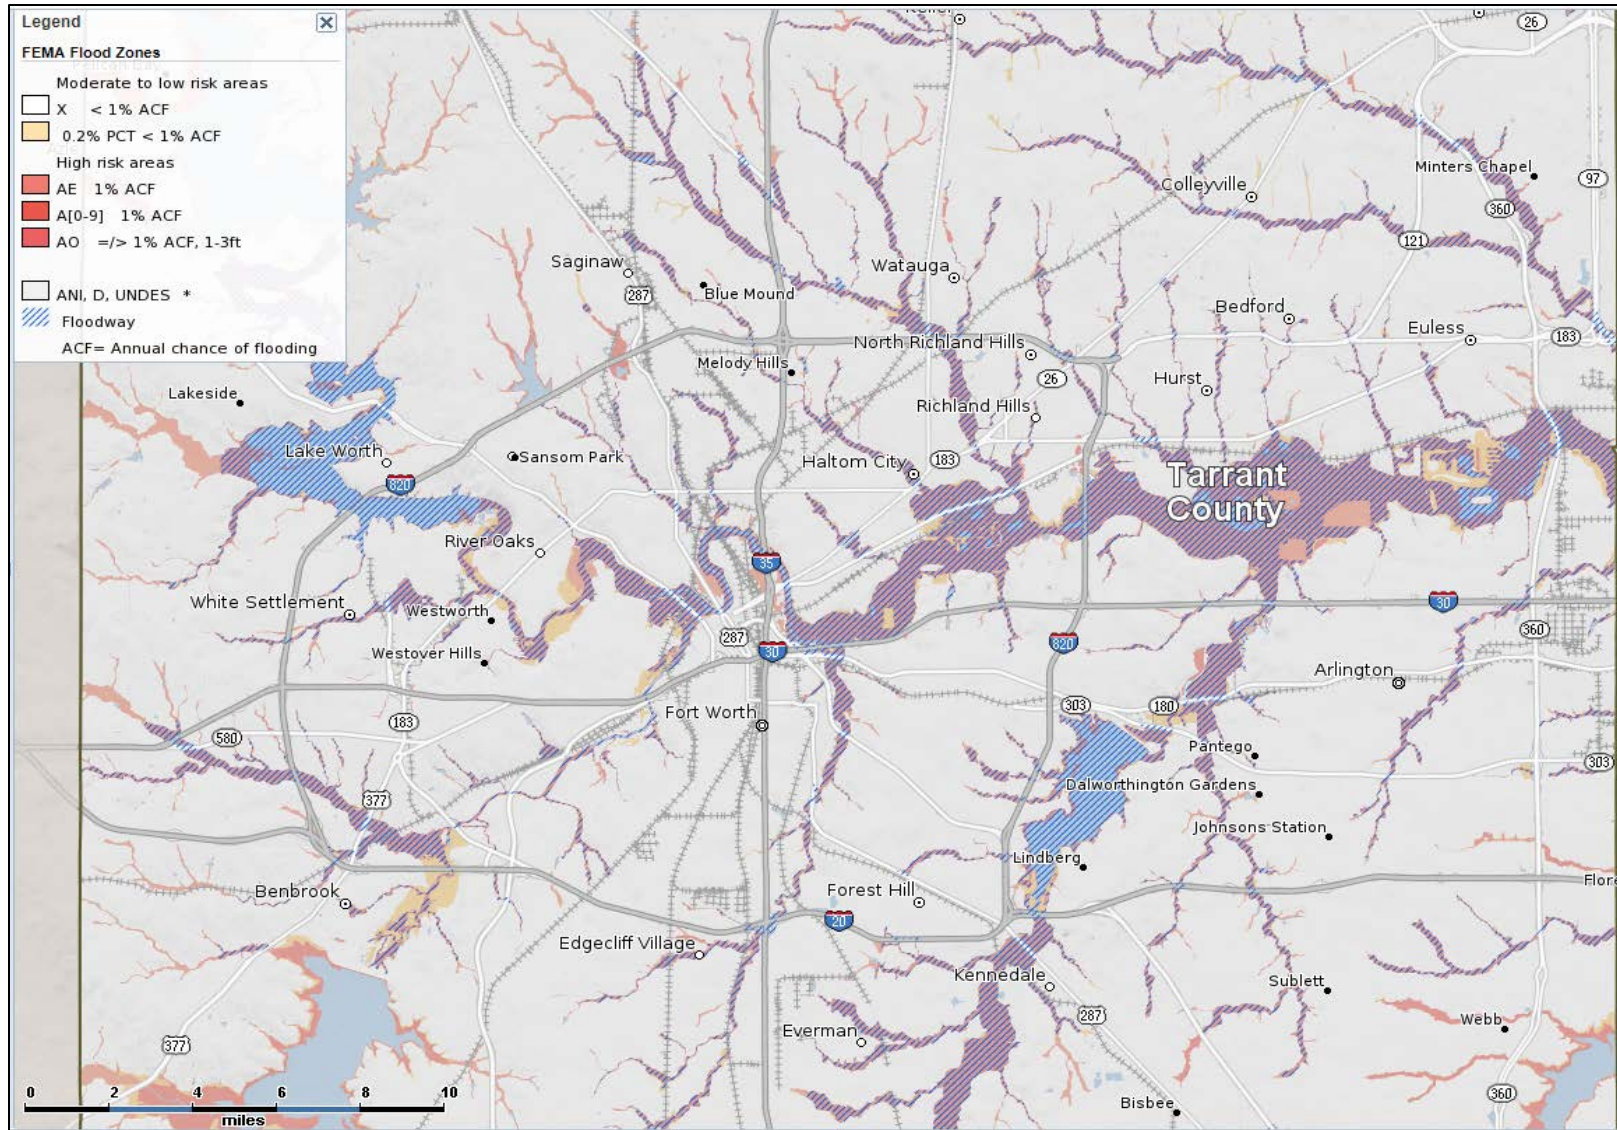 Legend
FEMA Flood Zones
Moderate to low risk areas
X < 1% ACF
0.2% PCT < 1% ACF
High risk areas
AE 1% ACF
A[0-9] 1% ACF
AO =/> 1% ACF, 1-3ft
ANI, D, UNDES *
Floodway
ACF= Annual chance of flooding
26
Minters Chapel
97
Colleyville
360
121
Saginaw
287
Blue Mound
Watauga
Bedford
Euless
183
North Richland Hills
Melody Hills
26
Hurst
Lakeside
Richland Hills
Lake Worth
820
Sansom Park
Haltom City
183
Tarrant
County
River Oaks
35
White Settlement
Westworth
30
287
30
820
360
Westover Hills
Arlington
183
Fort Worth
303
180
580
Pantego
303
377
Dalworthington Gardens
Johnsons Station
Lindberg
Benbrook
Forest Hill
Flore
20
Edgecliff Village
Kennedale
Sublett
287
Webb
Everman
377
360
Bisbee
0 2 4 6 8 10
miles